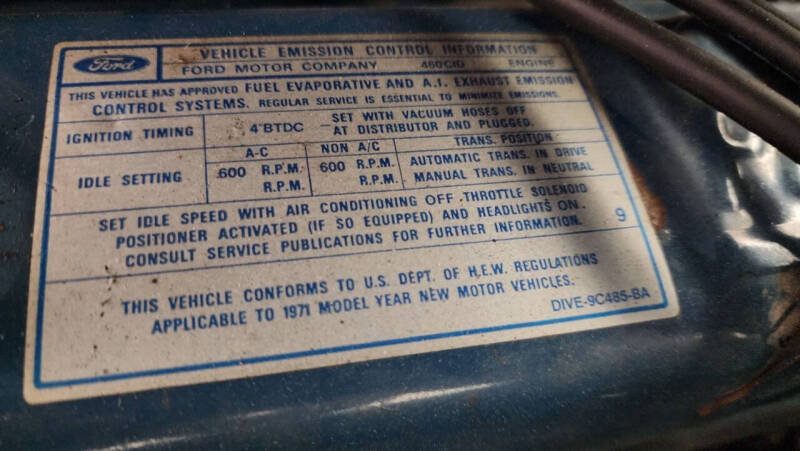 Ford
VEHICLE EMISSION CONTROL INFORMATION
FORD MOTOR COMPANY 460CID ENGINE
THIS VEHICLE HAS APPROVED FUEL EVAPORATIVE AND A.I. EXHAUST EMISSION
CONTROL SYSTEMS. REGULAR SERVICE IS ESSENTIAL TO MINIMIZE EMISSIONS.
IGNITION TIMING 4°BTDC SET WITH VACUUM HOSES OFF
AT DISTRIBUTOR AND PLUGGED.
A-C NON A/C TRANS. POSITION
IDLE SETTING 600 R.P.M. 600 R.P.M. AUTOMATIC TRANS. IN DRIVE
R.P.M. R.P.M. MANUAL TRANS. IN NEUTRAL
SET IDLE SPEED WITH AIR CONDITIONING OFF THROTTLE SOLENOID
POSITIONER ACTIVATED (IF SO EQUIPPED) AND HEADLIGHTS ON.
CONSULT SERVICE PUBLICATIONS FOR FURTHER INFORMATION. 9
THIS VEHICLE CONFORMS TO U.S. DEPT. OF H.E.W. REGULATIONS
APPLICABLE TO 1971 MODEL YEAR NEW MOTOR VEHICLES.
DIVE-9C485-BA